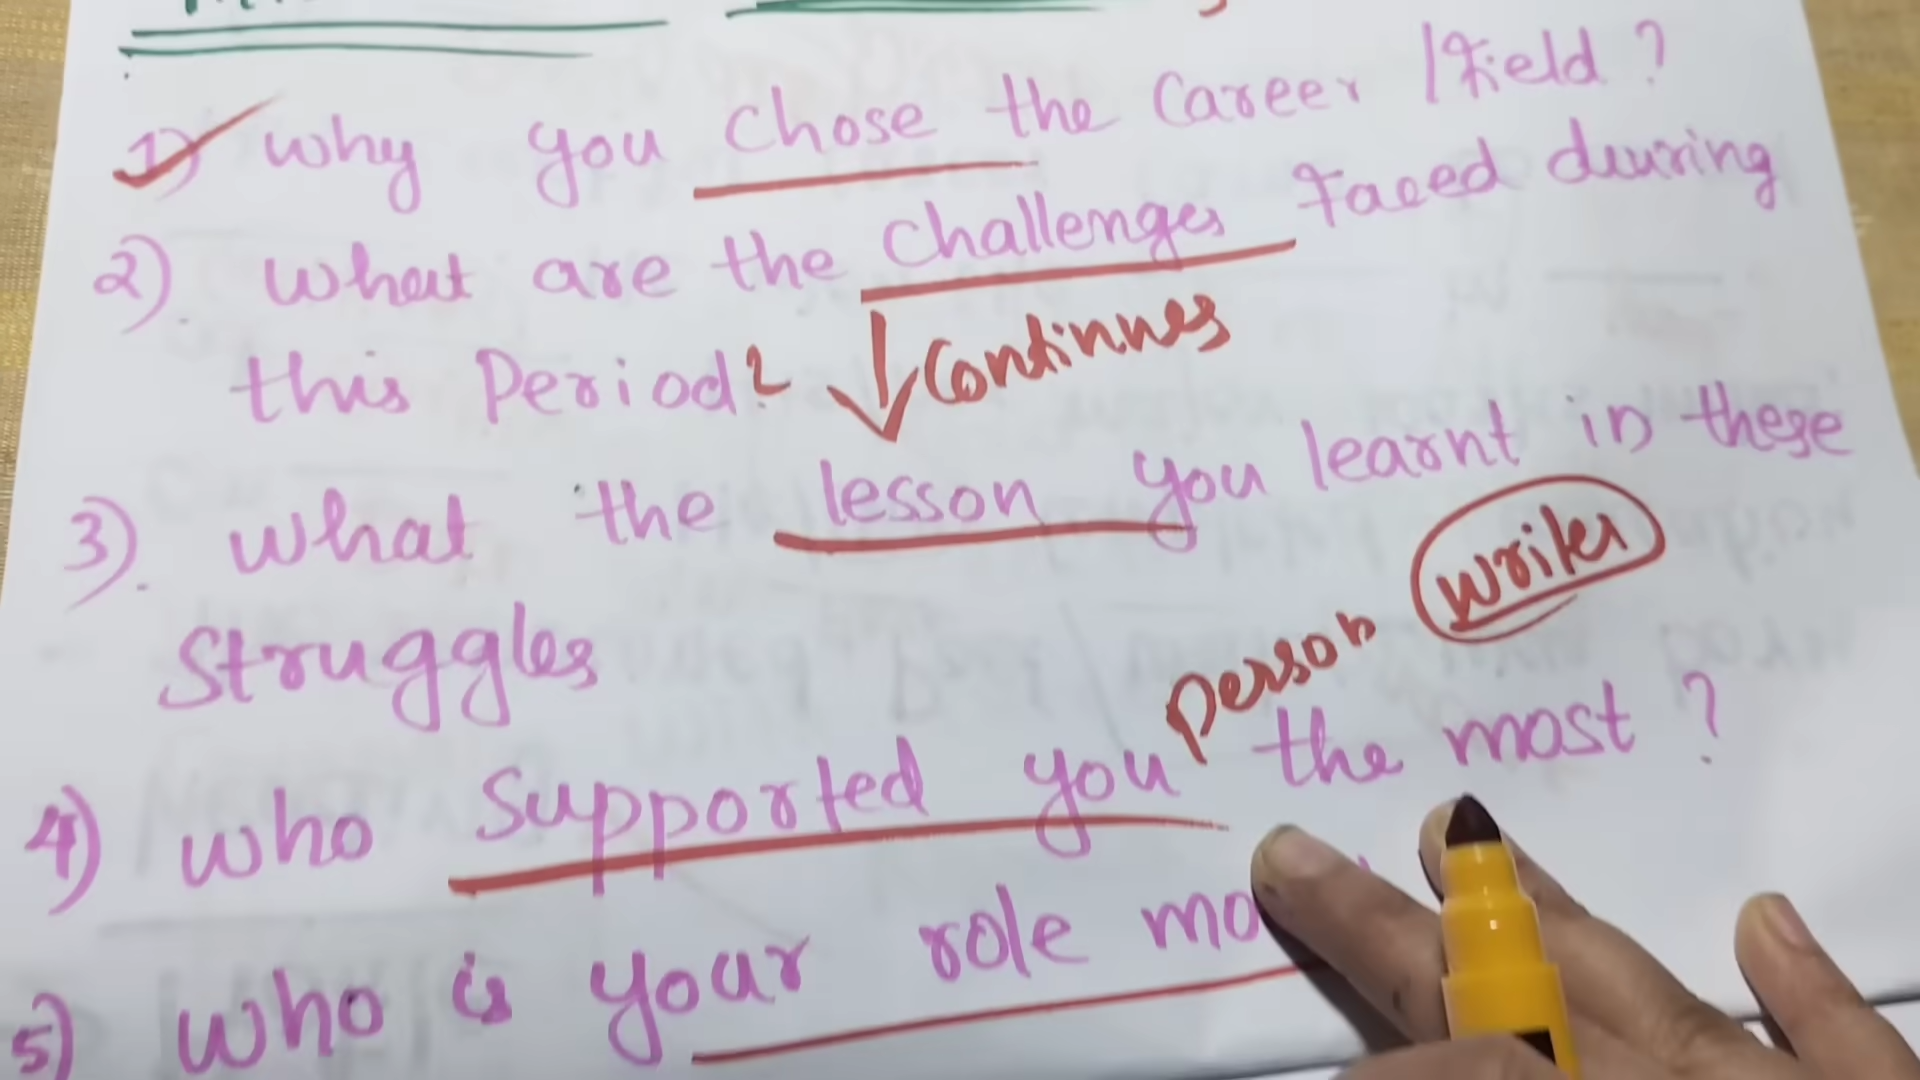 1) Why you chose the Career / Field ?
2). What are the Challenges Faced during
this Period?
Continues
3). What the lesson you learnt in these
Struggles
person writer
4) who Supported you the most ?
5) who is your role